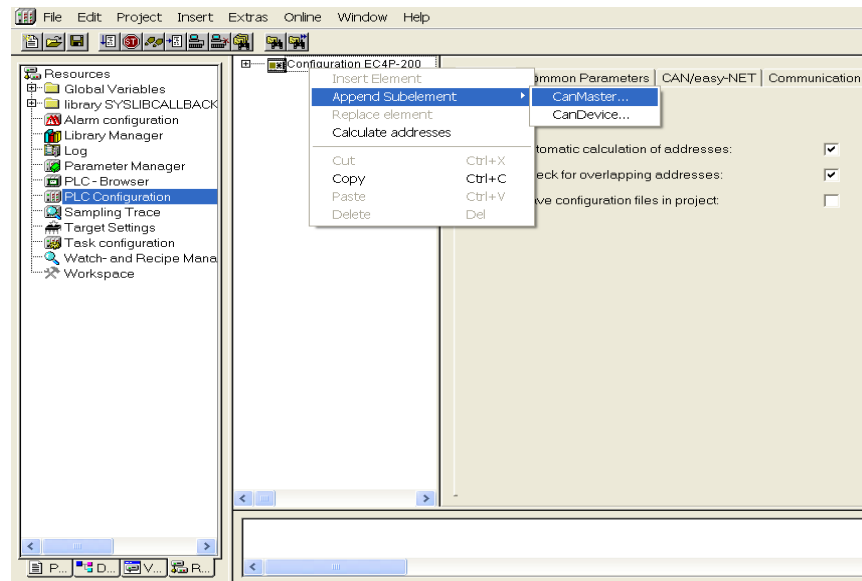 File Edit Project Insert Extras Online Window Help
Resources
Global Variables
library SYSLIBCALLBACK
Alarm configuration
Library Manager
Log
Parameter Manager
PLC - Browser
PLC Configuration
Sampling Trace
Target Settings
Task configuration
Watch- and Recipe Mana
Workspace
P... D... V... R...
Configuration EC4P-200
Insert Element
Append Subelement
Replace element
Calculate addresses
Cut Ctrl+X
Copy Ctrl+C
Paste Ctrl+V
Delete Del
CanMaster...
CanDevice...
ommon Parameters CAN/easy-NET Communication
tomatic calculation of addresses:
eck for overlapping addresses:
ve configuration files in project: